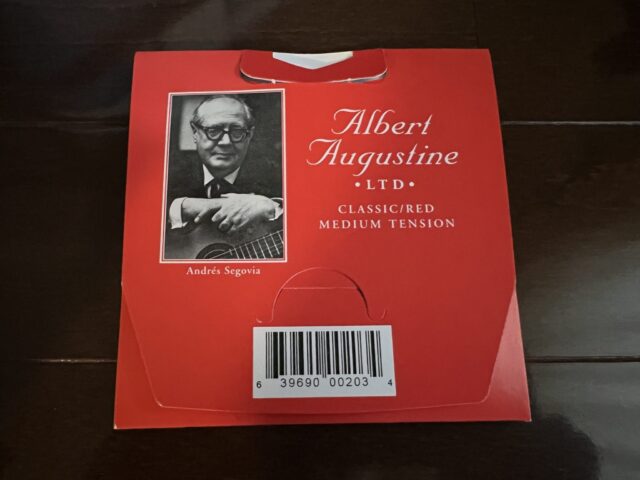 Albert
Augustine
• LTD •
CLASSIC/RED
MEDIUM TENSION
Andrés Segovia
6 39690 00203 4